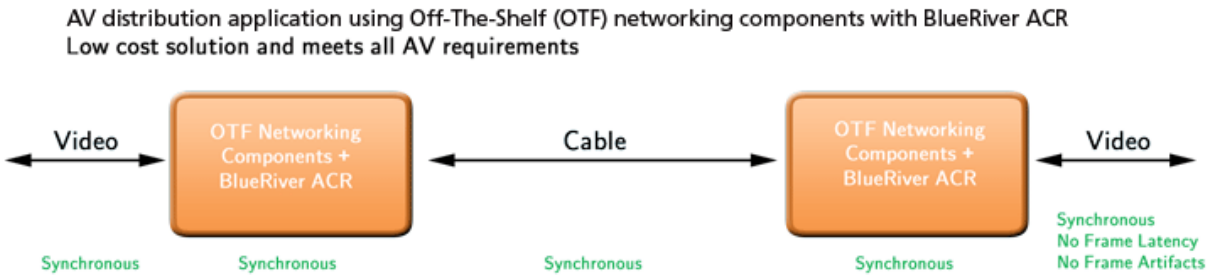 AV distribution application using Off-The-Shelf (OTF) networking components with BlueRiver ACR
Low cost solution and meets all AV requirements
Video
OTF Networking
Components +
BlueRiver ACR
Cable
OTF Networking
Components +
BlueRiver ACR
Video
Synchronous
Synchronous
Synchronous
Synchronous
Synchronous
No Frame Latency
No Frame Artifacts